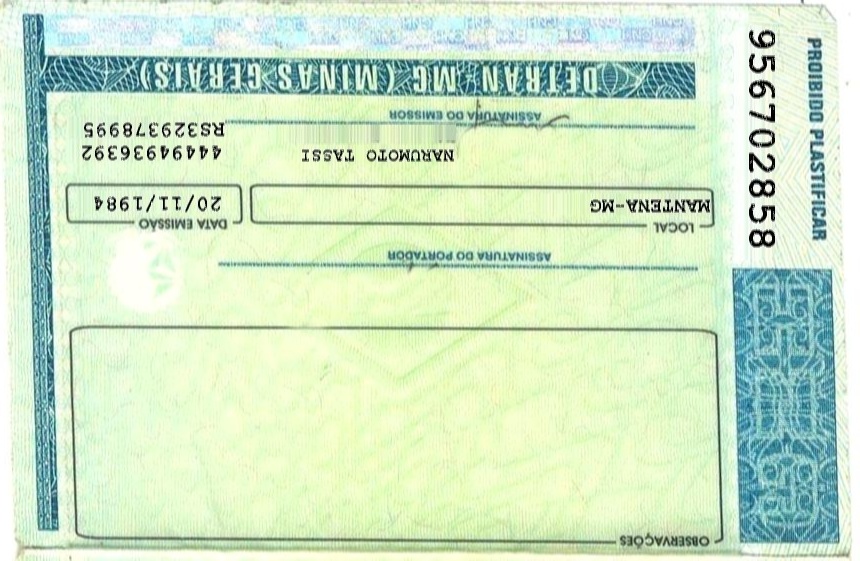 OBSERVAÇÕES
ASSINATURA DO PORTADOR
LOCAL DATA EMISSÃO
MANTENA-MG 20/11/1984
NARUMOTO TASSI 44494936392
RS329378995
ASSINATURA DO EMISSOR
DETRAN-MG (MINAS GERAIS)
PROIBIDO PLASTIFICAR
956702858